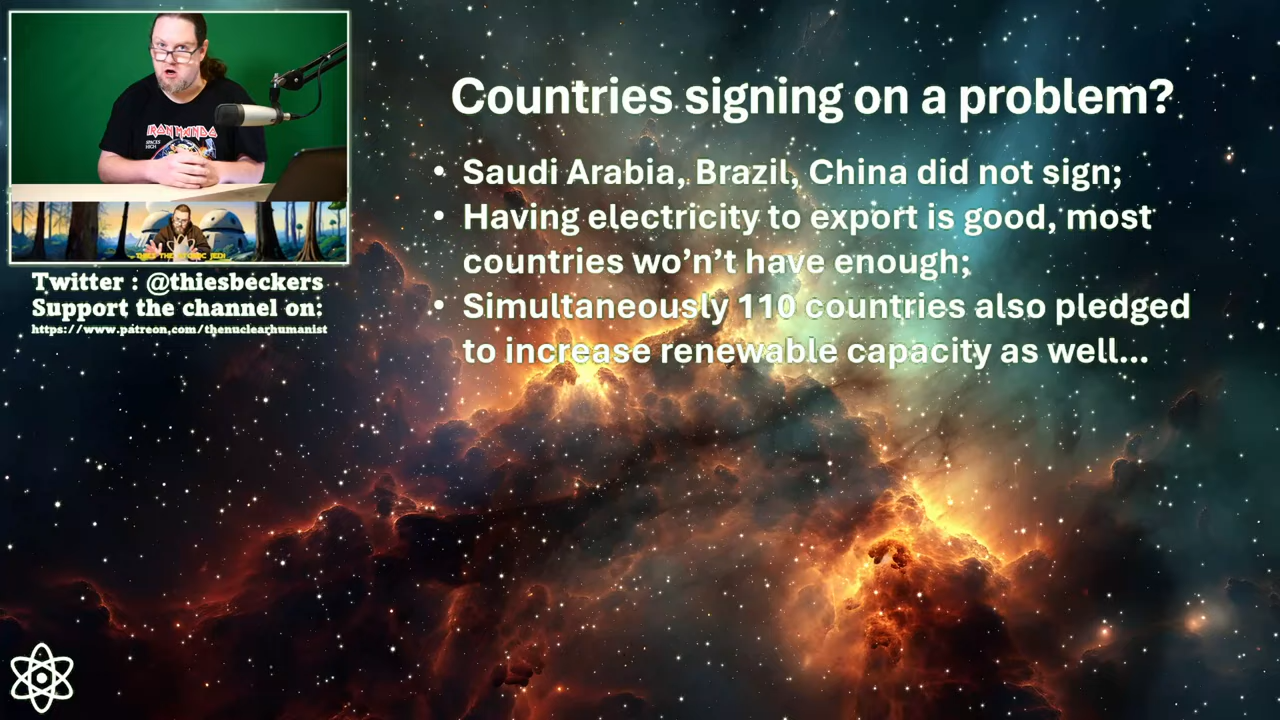 IRON MAIDEN
Twitter : @thiesbeckers
Support the channel on:
https://www.patreon.com/thenuclearhumanist
Countries signing on a problem?
• Saudi Arabia, Brazil, China did not sign;
• Having electricity to export is good, most
countries wo’n’t have enough;
• Simultaneously 110 countries also pledged
to increase renewable capacity as well...